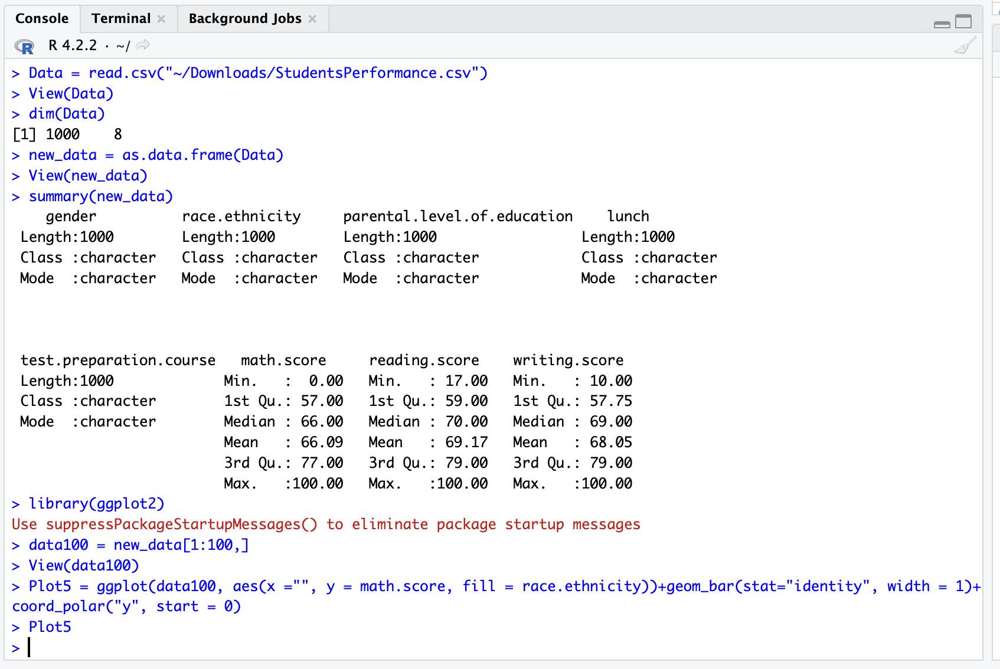 Console Terminal Background Jobs
R R 4.2.2 · ~/
> Data = read.csv("~/Downloads/StudentsPerformance.csv")
> View(Data)
> dim(Data)
[1] 1000    8
> new_data = as.data.frame(Data)
> View(new_data)
> summary(new_data)
    gender          race.ethnicity     parental.level.of.education    lunch
 Length:1000        Length:1000        Length:1000                 Length:1000
 Class :character   Class :character   Class :character            Class :character
 Mode  :character   Mode  :character   Mode  :character            Mode  :character
 test.preparation.course   math.score     reading.score    writing.score
 Length:1000             Min.   :  0.00   Min.   : 17.00   Min.   : 10.00
 Class :character        1st Qu.: 57.00   1st Qu.: 59.00   1st Qu.: 57.75
 Mode  :character        Median : 66.00   Median : 70.00   Median : 69.00
                         Mean   : 66.09   Mean   : 69.17   Mean   : 68.05
                         3rd Qu.: 77.00   3rd Qu.: 79.00   3rd Qu.: 79.00
                         Max.   :100.00   Max.   :100.00   Max.   :100.00
> library(ggplot2)
Use suppressPackageStartupMessages() to eliminate package startup messages
> data100 = new_data[1:100,]
> View(data100)
> Plot5 = ggplot(data100, aes(x ="", y = math.score, fill = race.ethnicity))+geom_bar(stat="identity", width = 1)+
coord_polar("y", start = 0)
> Plot5
>